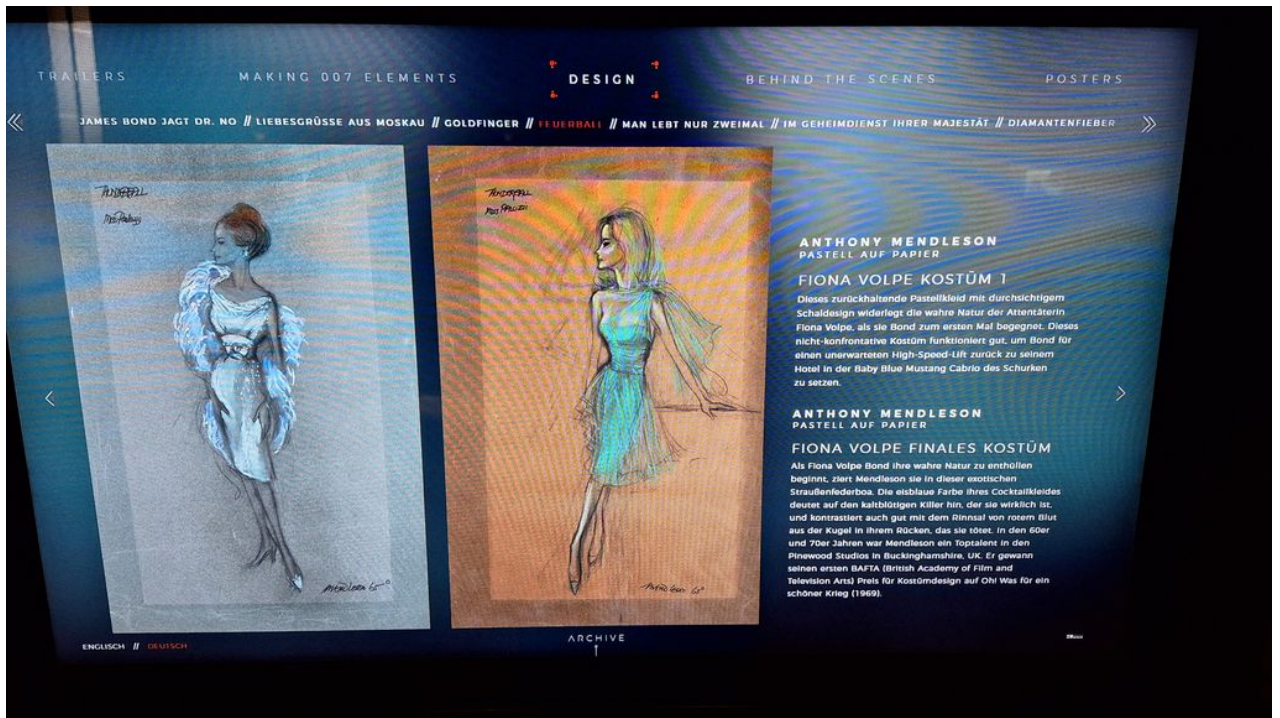 TRAILERS
MAKING 007 ELEMENTS
DESIGN
BEHIND THE SCENES
POSTERS
JAMES BOND JAGT DR. NO // LIEBESGRÜSSE AUS MOSKAU // GOLDFINGER // FEUERBALL // MAN LEBT NUR ZWEIMAL // IM GEHEIMDIENST IHRER MAJESTÄT // DIAMANTENFIEBER
THUNDERBALL
THUNDERBALL
ANTHONY MENDLESON
PASTELL AUF PAPIER
FIONA VOLPE KOSTÜM 1
Dieses zurückhaltende Pastellkleid mit durchsichtigem
Schaldesign widerlegt die wahre Natur der Attentäterin
Fiona Volpe, als sie Bond zum ersten Mal begegnet. Dieses
nicht-konfrontative Kostüm funktioniert gut, um Bond für
einen unerwarteten High-Speed-Lift zurück zu seinem
Hotel in der Baby Blue Mustang Cabrio des Schurken
zu setzen.
ANTHONY MENDLESON
PASTELL AUF PAPIER
FIONA VOLPE FINALES KOSTÜM
Als Fiona Volpe Bond ihre wahre Natur zu enthüllen
beginnt, ziert Mendleson sie in dieser exotischen
Straußenfederboa. Die eisblaue Farbe ihres Cocktailkleides
deutet auf den kaltblütigen Killer hin, der sie wirklich ist,
und kontrastiert auch gut mit dem Rinnsal von rotem Blut
aus der Kugel in ihrem Rücken, das sie tötet. In den 60er
und 70er Jahren war Mendleson ein Toptalent in den
Pinewood Studios in Buckinghamshire, UK. Er gewann
seinen ersten BAFTA (British Academy of Film and
Television Arts) Preis für Kostümdesign auf Oh! Was für ein
schöner Krieg (1969).
ARCHIVE
ENGLISCH // DEUTSCH